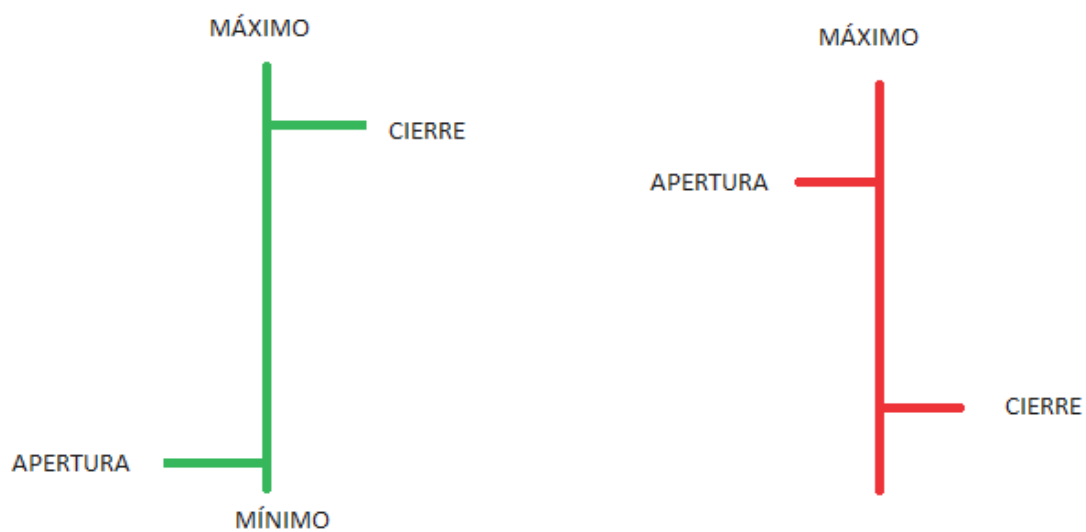 MÁXIMO
CIERRE
APERTURA
MÍNIMO
MÁXIMO
APERTURA
CIERRE